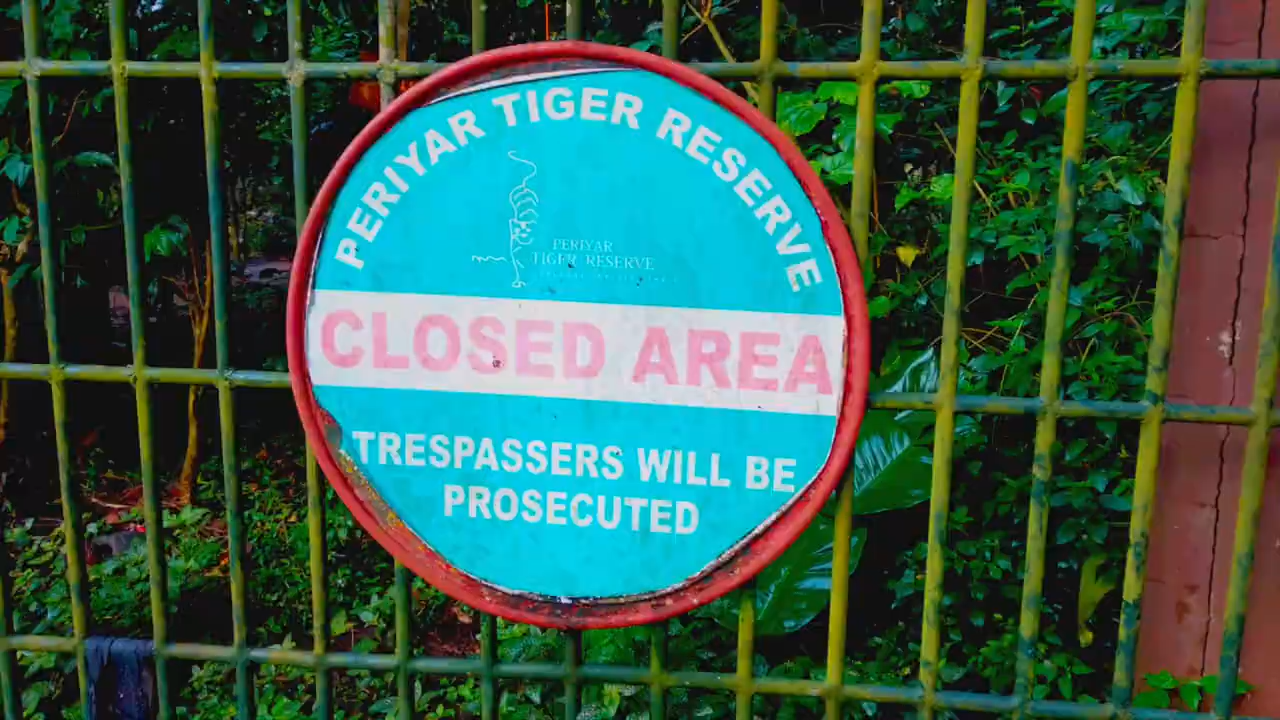 PERIYAR TIGER RESERVE
PERIYAR
TIGER RESERVE
CLOSED AREA
TRESPASSERS WILL BE
PROSECUTED